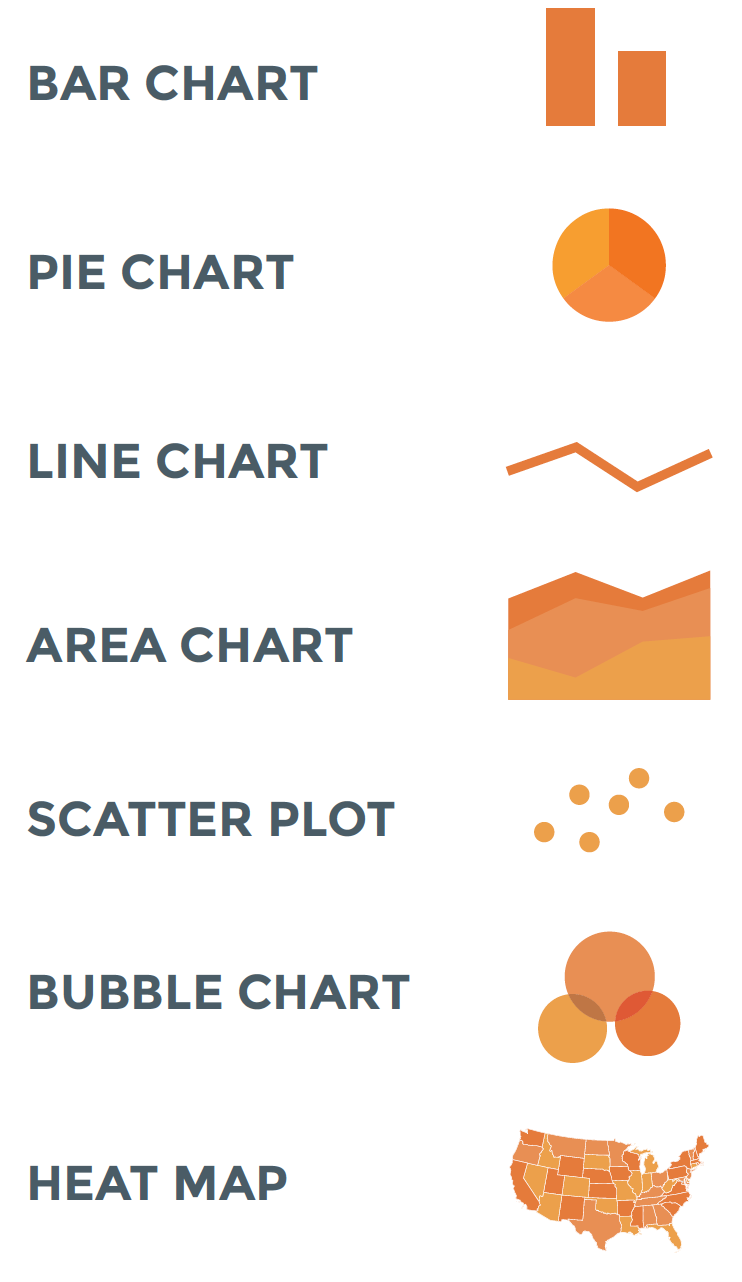 BAR CHART
PIE CHART
LINE CHART
AREA CHART
SCATTER PLOT
BUBBLE CHART
HEAT MAP